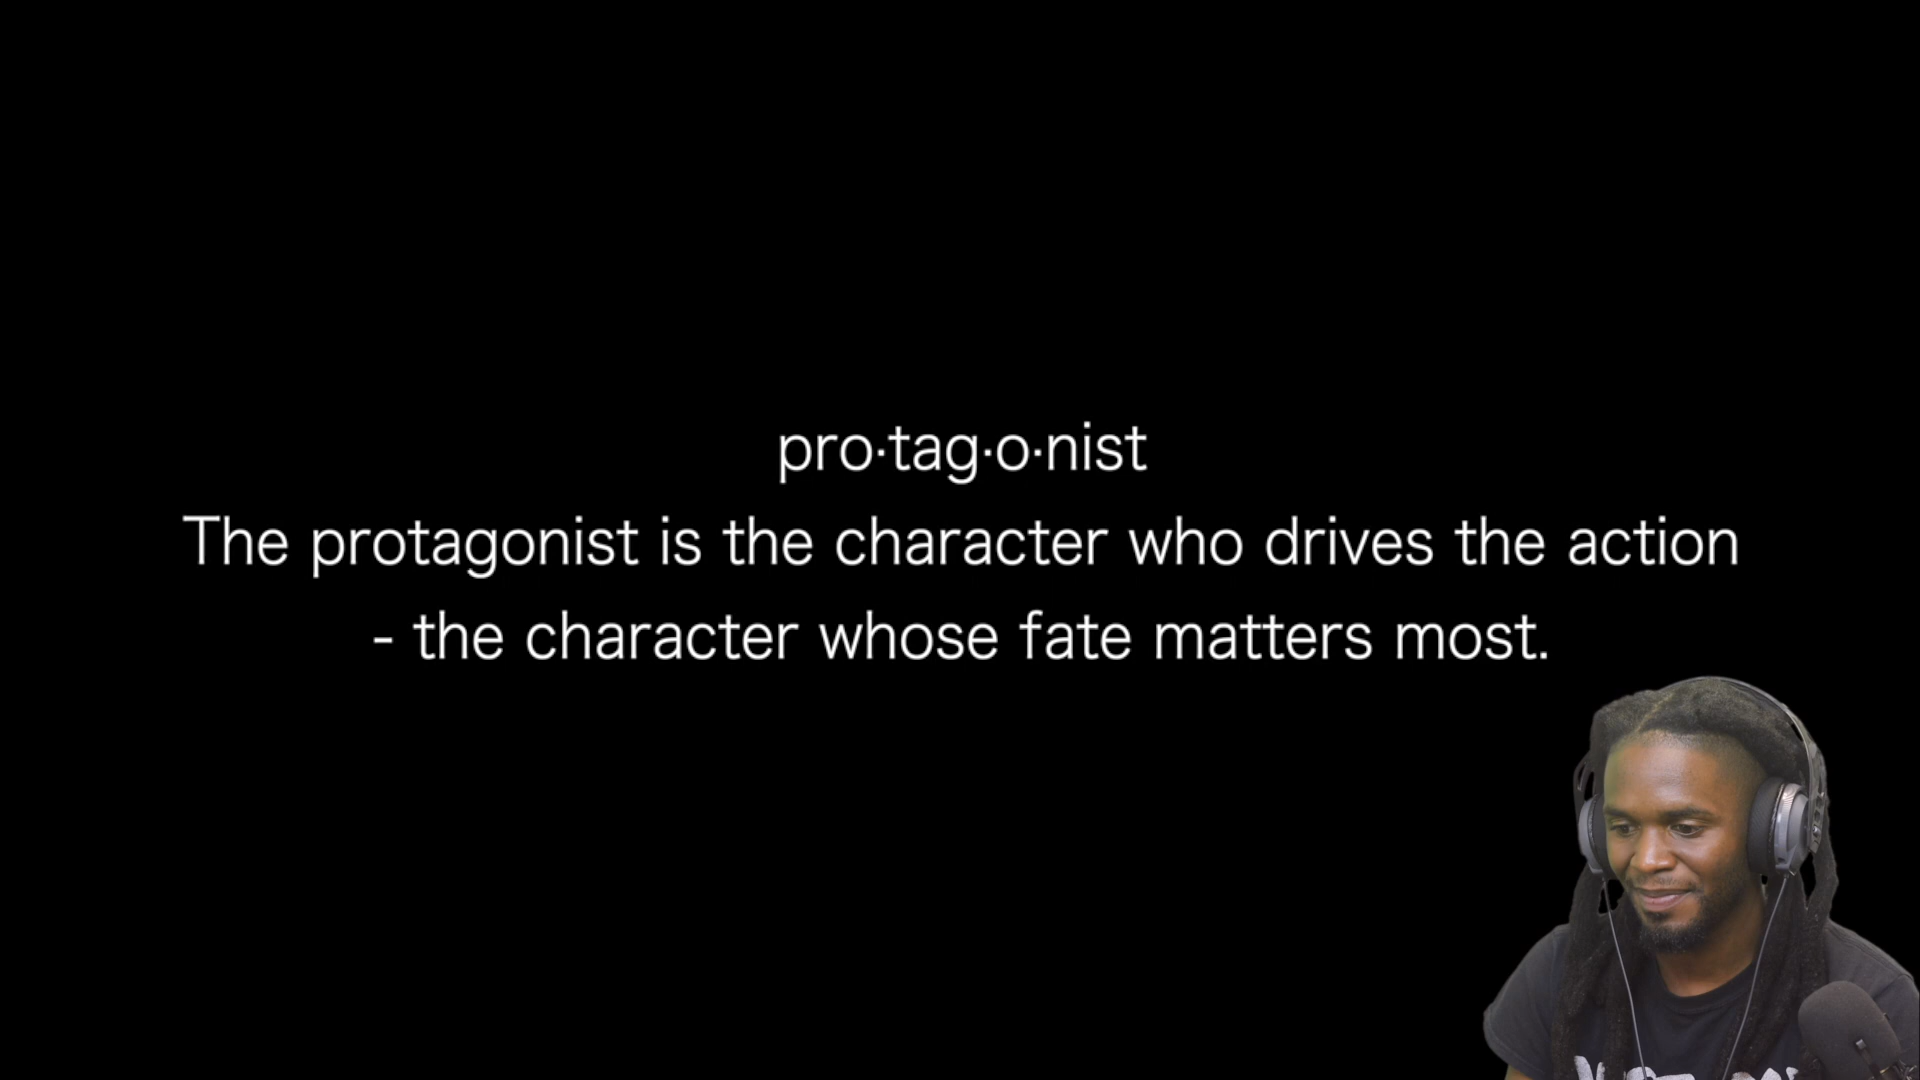 pro·tag·o·nist
The protagonist is the character who drives the action
- the character whose fate matters most.